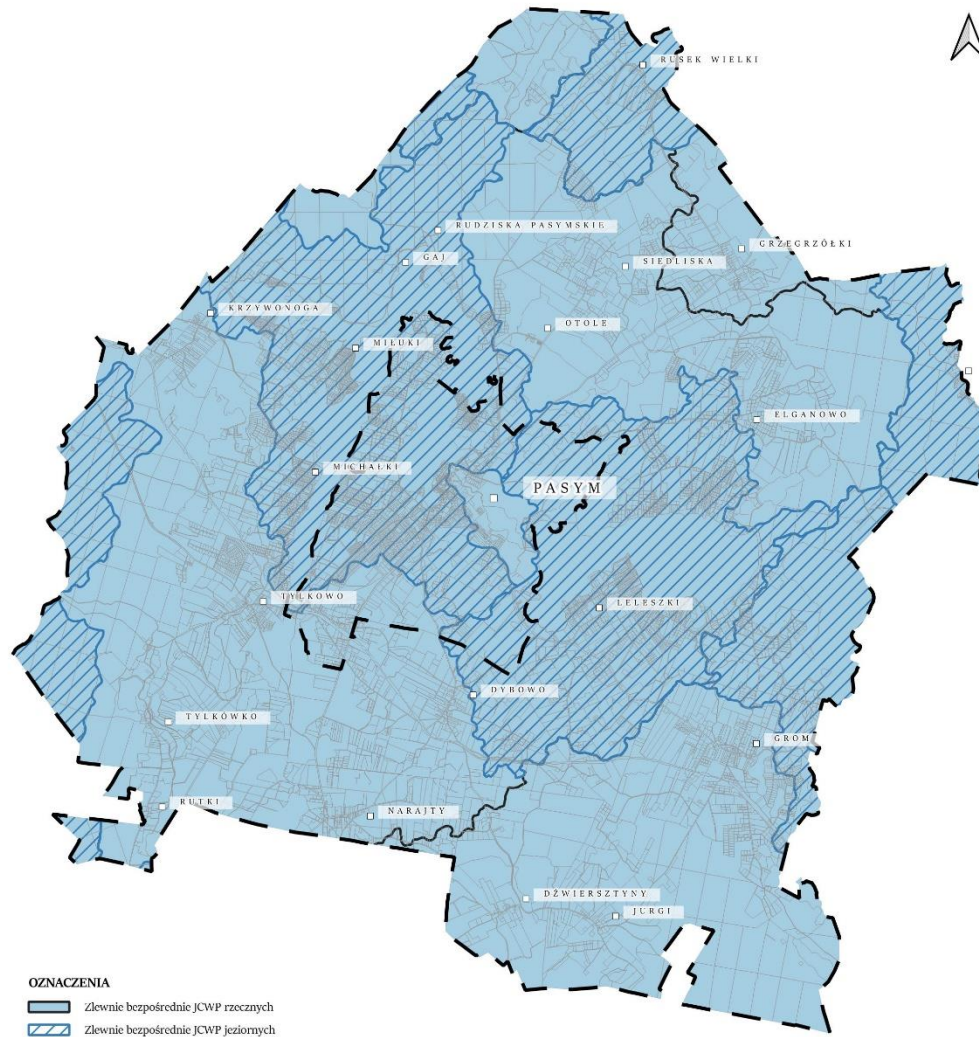 RUSEK WIELKI
RUDZISKA PASYMSKIE
GRZEGRZÓŁKI
GAJ
SIEDLISKA
KRZYWONOGA
OTOLE
MIŁUKI
ELGANOWO
MICHAŁKI
PASYM
TYLKOWO
LELESZKI
DYBOWO
TYLKÓWKO
GROM
RUTKI
NARAJTY
DŹWIERSZTYNY
JURGI
OZNACZENIA
Zlewnie bezpośrednie JCWP rzecznych
Zlewnie bezpośrednie JCWP jeziornych